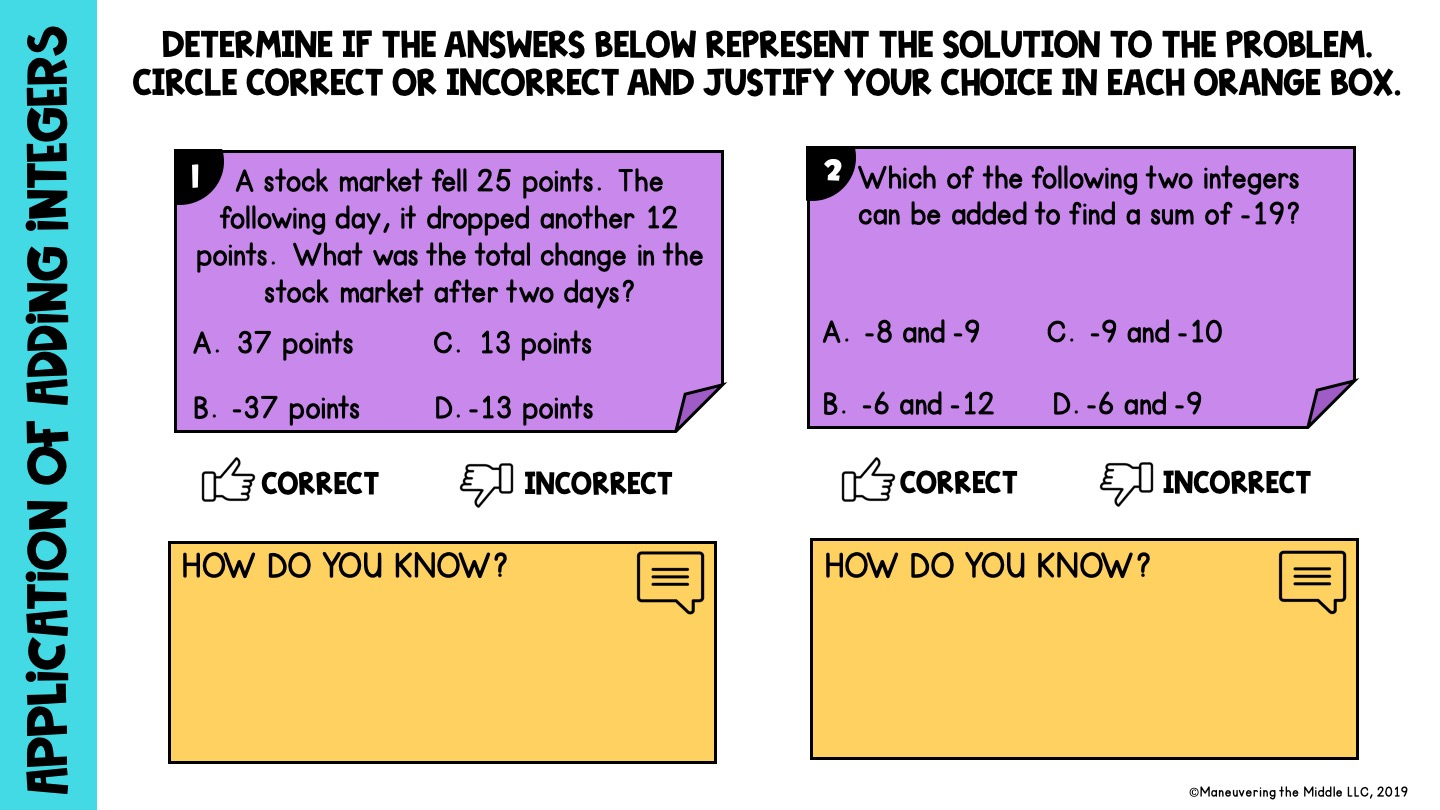 APPLICATION OF ADDING INTEGERS
DETERMINE IF THE ANSWERS BELOW REPRESENT THE SOLUTION TO THE PROBLEM.
CIRCLE CORRECT OR INCORRECT AND JUSTIFY YOUR CHOICE IN EACH ORANGE BOX.
1
A stock market fell 25 points. The
following day, it dropped another 12
points. What was the total change in the
stock market after two days?
A. 37 points C. 13 points
B. -37 points D. -13 points
CORRECT INCORRECT
HOW DO YOU KNOW?
2
Which of the following two integers
can be added to find a sum of -19?
A. -8 and -9 C. -9 and -10
B. -6 and -12 D. -6 and -9
CORRECT INCORRECT
HOW DO YOU KNOW?
©Maneuvering the Middle LLC, 2019